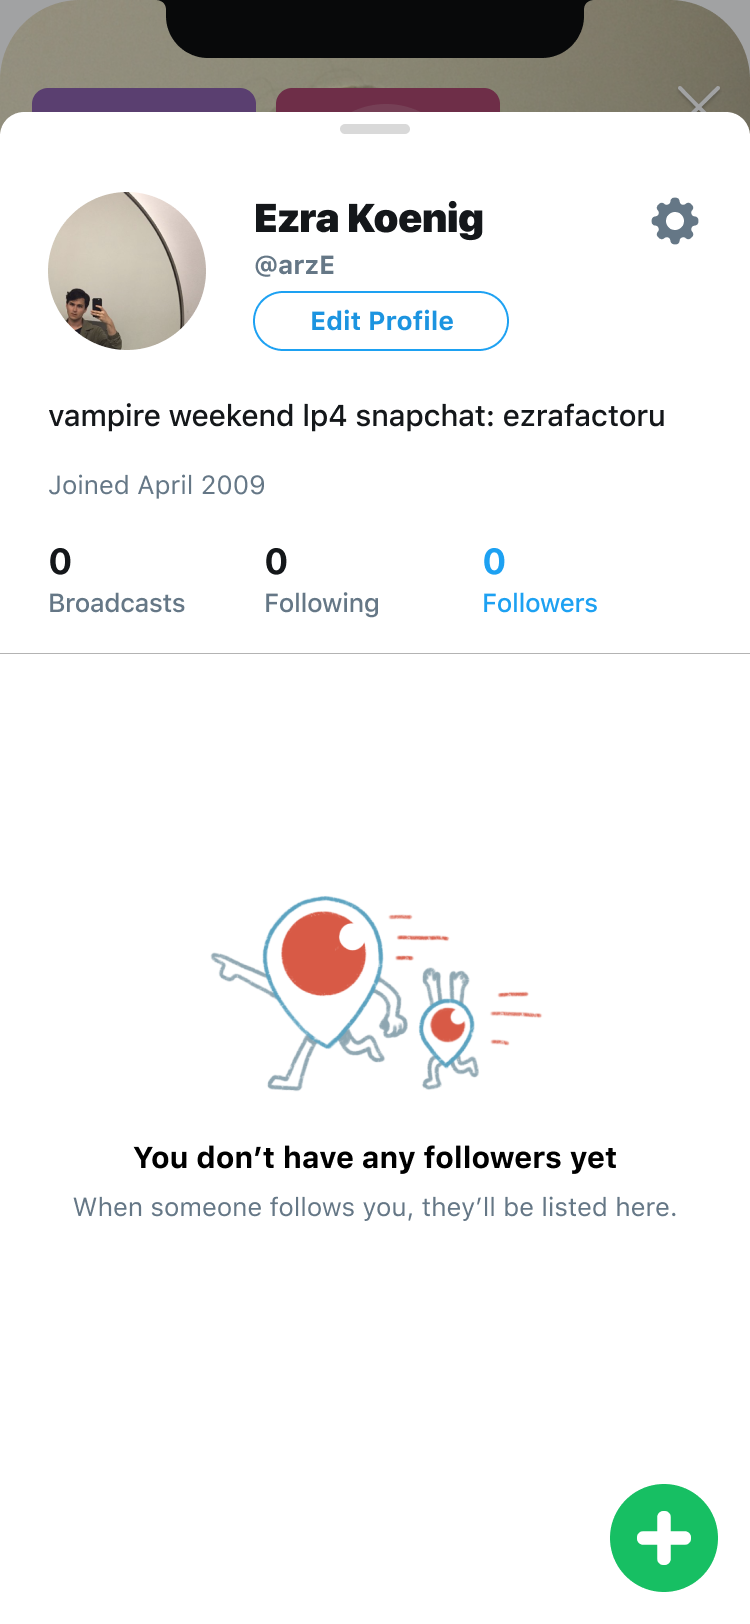 Ezra Koenig
@arzE
Edit Profile
vampire weekend lp4 snapchat: ezrafactoru
Joined April 2009
0 0 0
Broadcasts Following Followers
You don’t have any followers yet
When someone follows you, they’ll be listed here.